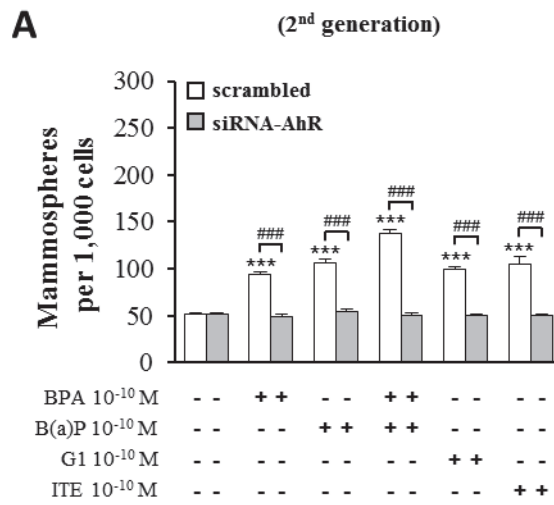 A
(2nd generation)
Mammospheres
per 1,000 cells
300
250
200
150
100
50
0
scrambled
siRNA-AhR
### ### ### ### ###
*** *** *** *** ***
BPA 10-10 M - - + + - - + + - - - -
B(a)P 10-10 M - - - - + + + + - - - -
G1 10-10 M - - - - - - - - + + - -
ITE 10-10 M - - - - - - - - - - + +